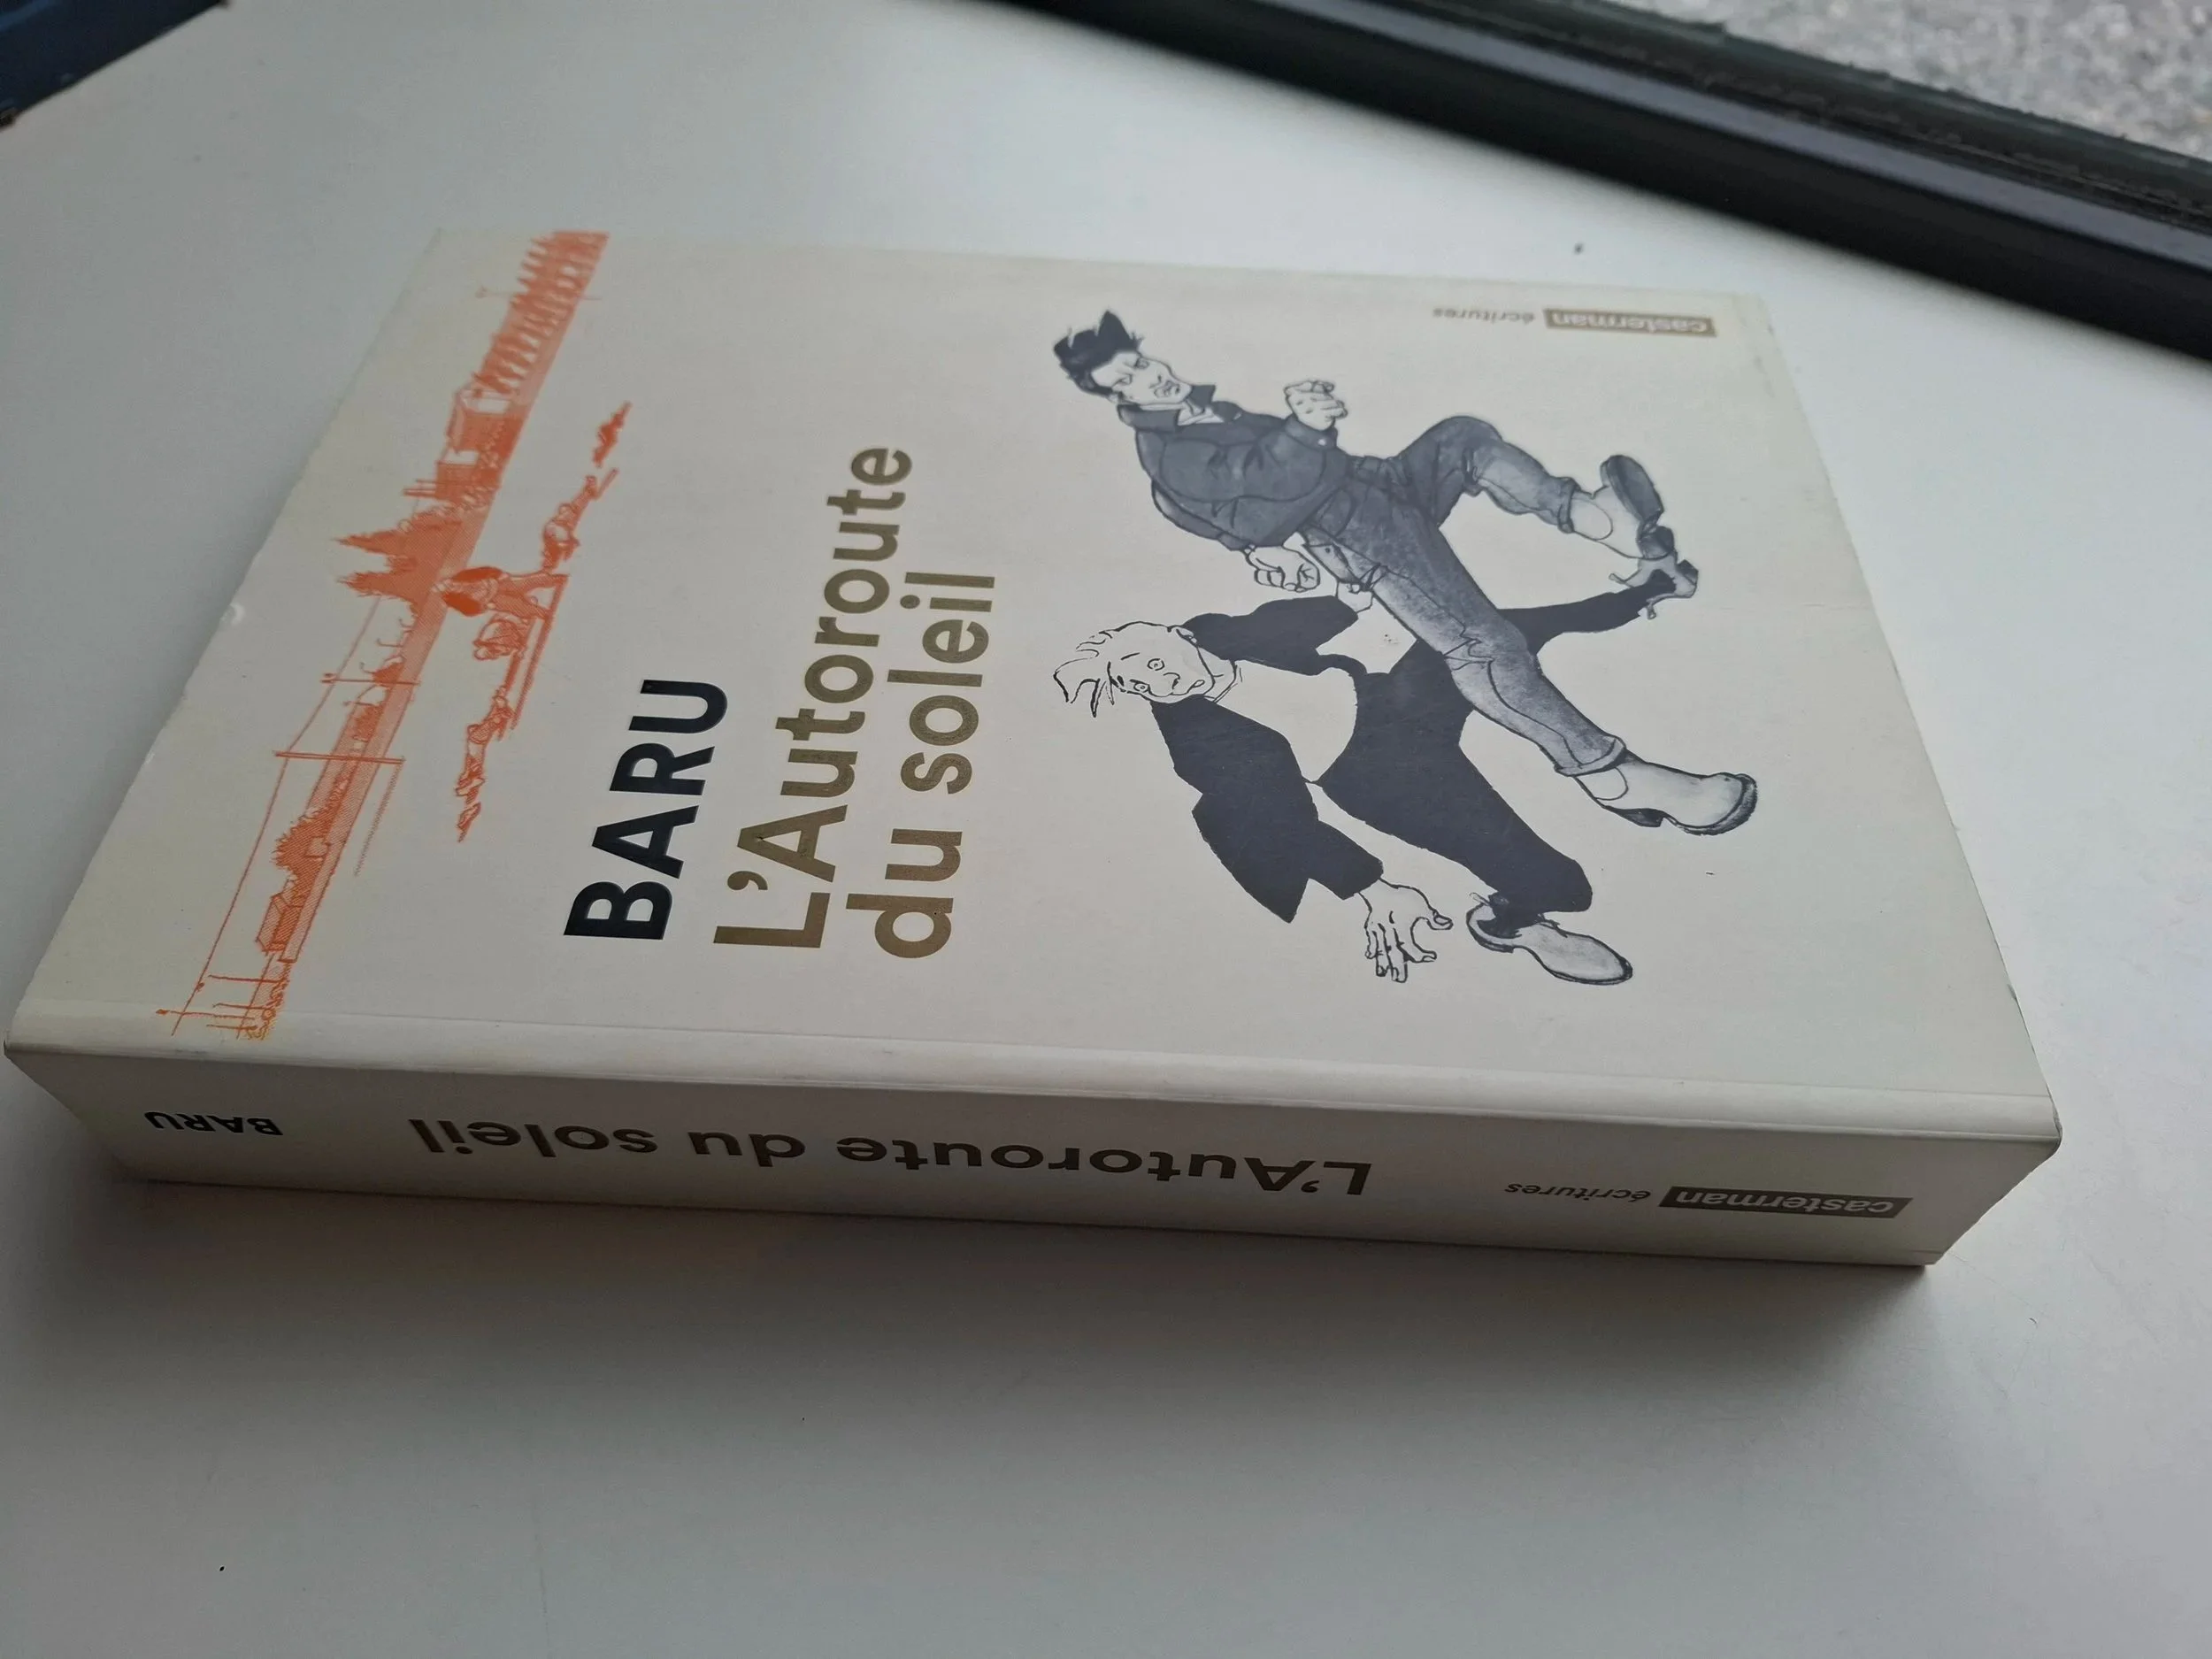 BARU
L'Autoroute
du soleil
casterman écritures
BARU L'Autoroute du soleil casterman écritures